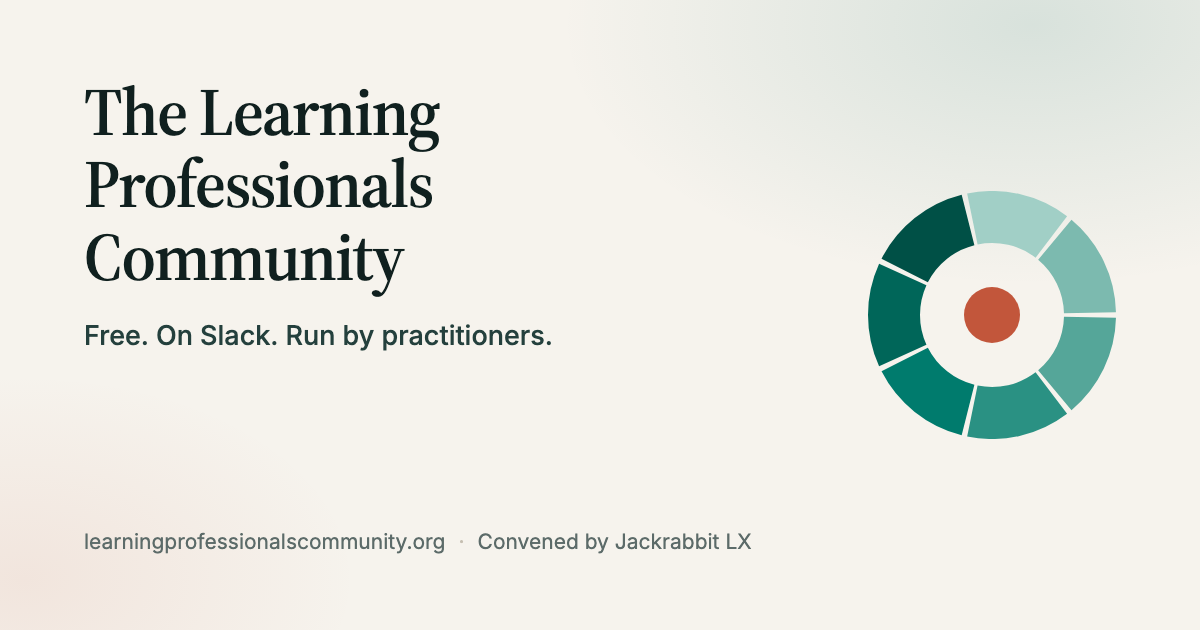 The Learning
Professionals
Community
Free. On Slack. Run by practitioners.
learningprofessionalscommunity.org · Convened by Jackrabbit LX